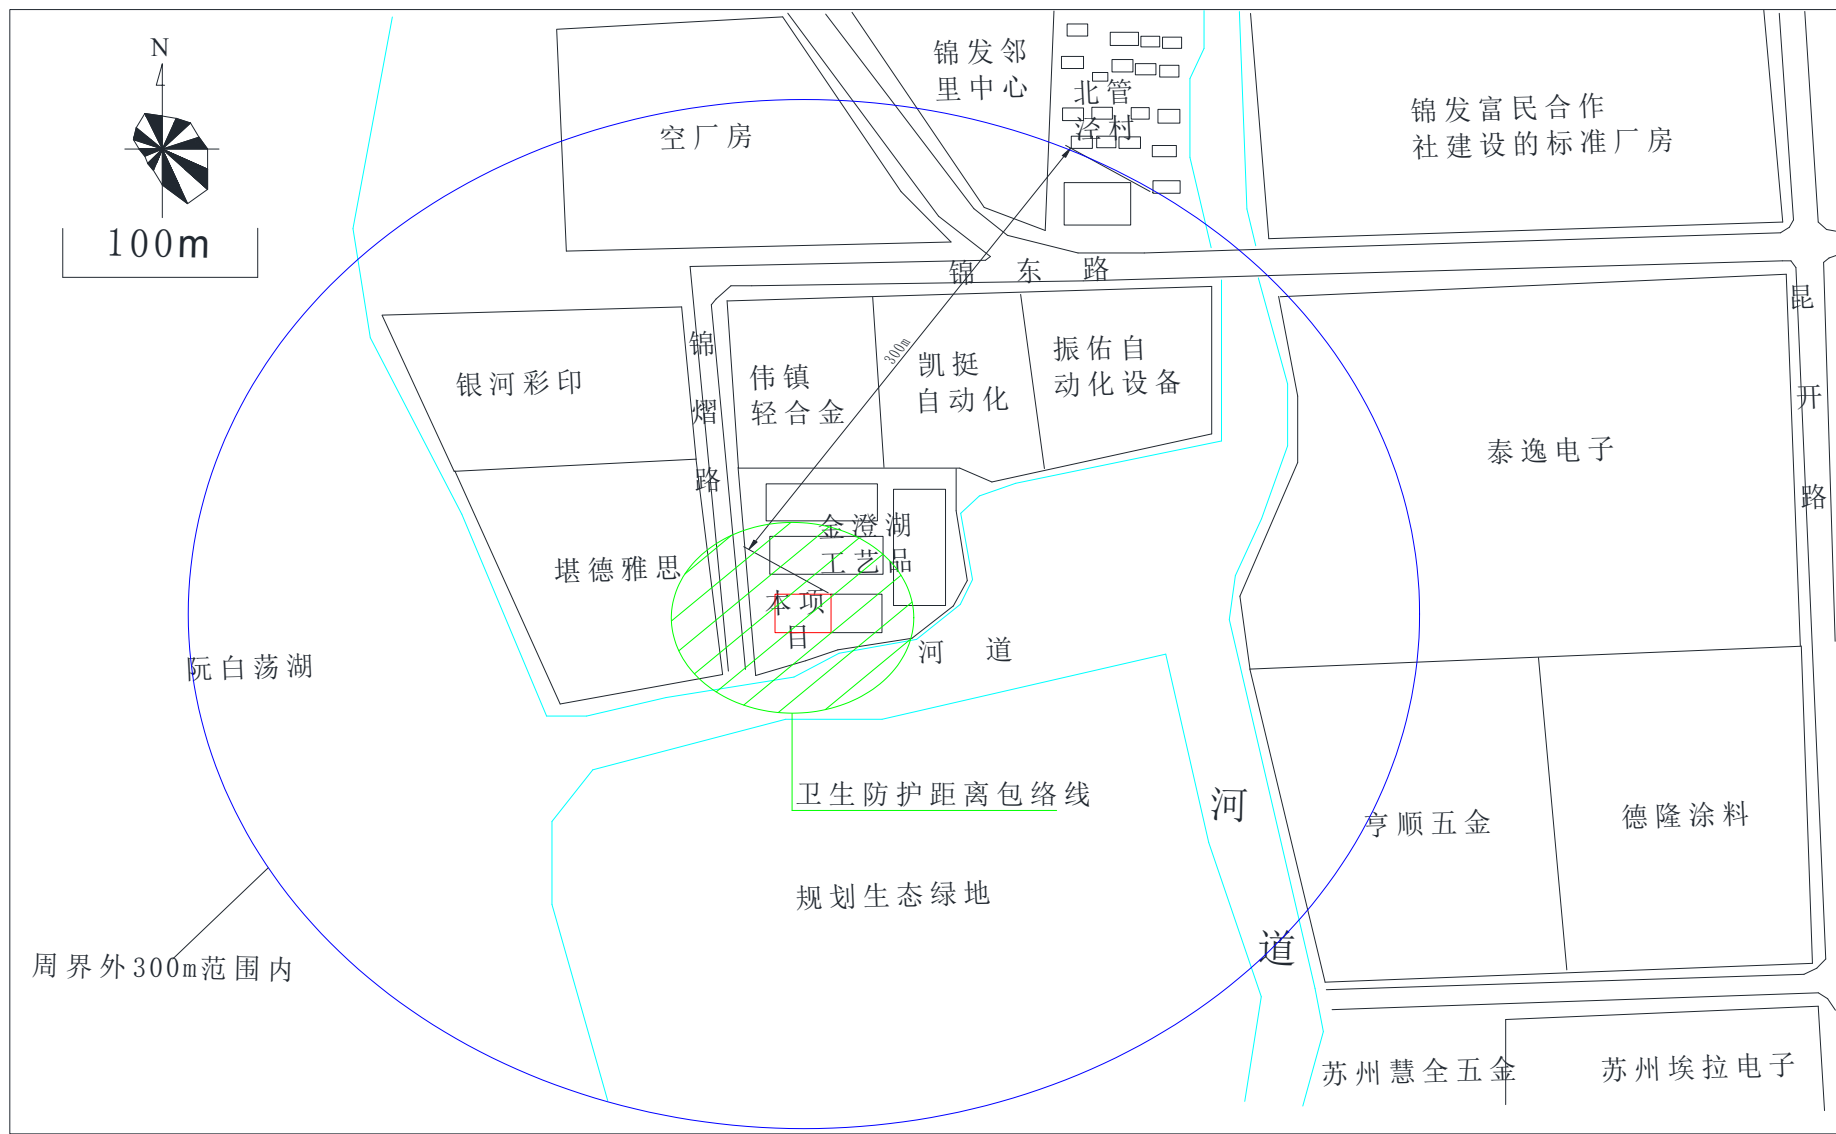 N
100m
锦发邻
里中心
北管
泾村
锦发富民合作
社建设的标准厂房
空厂房
锦东路
昆开路
锦熠路
300m
银河彩印
伟镇
轻合金
凯挺
自动化
振佑自
动化设备
泰逸电子
金澄湖
工艺品
堪德雅思
本项
目
河道
阮白荡湖
卫生防护距离包络线
河道
亨顺五金
德隆涂料
规划生态绿地
周界外300m范围内
苏州慧全五金
苏州埃拉电子